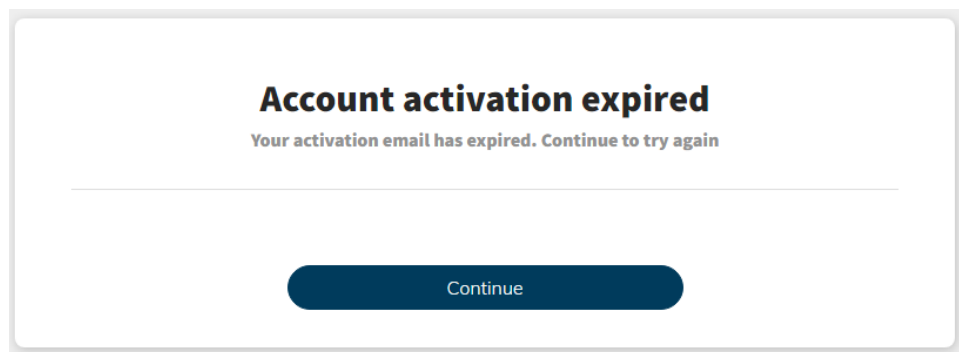 Account activation expired
Your activation email has expired. Continue to try again
Continue